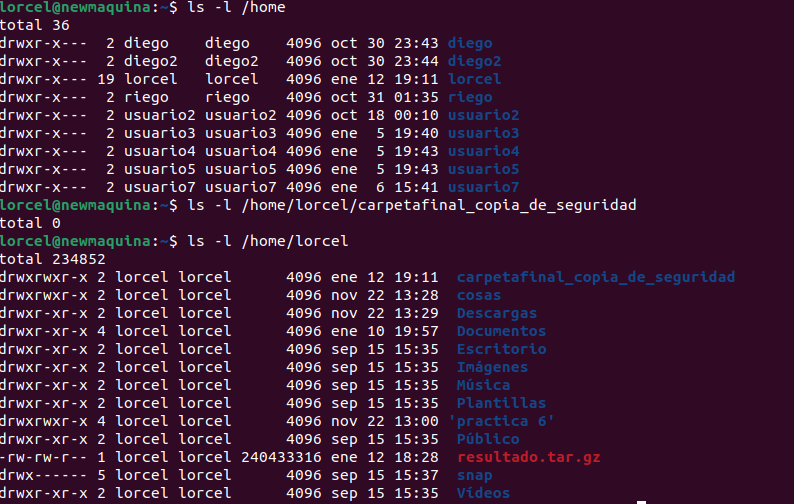 lorcel@newmaquina:~$ ls -l /home
total 36
drwxr-x---  2 diego    diego    4096 oct 30 23:43 diego
drwxr-x---  2 diego2   diego2   4096 oct 30 23:44 diego2
drwxr-x--- 19 lorcel   lorcel   4096 ene 12 19:11 lorcel
drwxr-x---  2 riego    riego    4096 oct 31 01:35 riego
drwxr-x---  2 usuario2 usuario2 4096 oct 18 00:10 usuario2
drwxr-x---  2 usuario3 usuario3 4096 ene  5 19:40 usuario3
drwxr-x---  2 usuario4 usuario4 4096 ene  5 19:43 usuario4
drwxr-x---  2 usuario5 usuario5 4096 ene  5 19:43 usuario5
drwxr-x---  2 usuario7 usuario7 4096 ene  6 15:41 usuario7
lorcel@newmaquina:~$ ls -l /home/lorcel/carpetafinal_copia_de_seguridad
total 0
lorcel@newmaquina:~$ ls -l /home/lorcel
total 234852
drwxrwxr-x 2 lorcel lorcel      4096 ene 12 19:11  carpetafinal_copia_de_seguridad
drwxrwxr-x 2 lorcel lorcel      4096 nov 22 13:28  cosas
drwxr-xr-x 2 lorcel lorcel      4096 nov 22 13:29  Descargas
drwxr-xr-x 4 lorcel lorcel      4096 ene 10 19:57  Documentos
drwxr-xr-x 2 lorcel lorcel      4096 sep 15 15:35  Escritorio
drwxr-xr-x 2 lorcel lorcel      4096 sep 15 15:35  Imágenes
drwxr-xr-x 2 lorcel lorcel      4096 sep 15 15:35  Música
drwxr-xr-x 2 lorcel lorcel      4096 sep 15 15:35  Plantillas
drwxrwxr-x 4 lorcel lorcel      4096 nov 22 13:00 'practica 6'
drwxr-xr-x 2 lorcel lorcel      4096 sep 15 15:35  Público
-rw-rw-r-- 1 lorcel lorcel 240433316 ene 12 18:28  resultado.tar.gz
drwx------ 5 lorcel lorcel      4096 sep 15 15:37  snap
drwxr-xr-x 2 lorcel lorcel      4096 sep 15 15:35  Vídeos